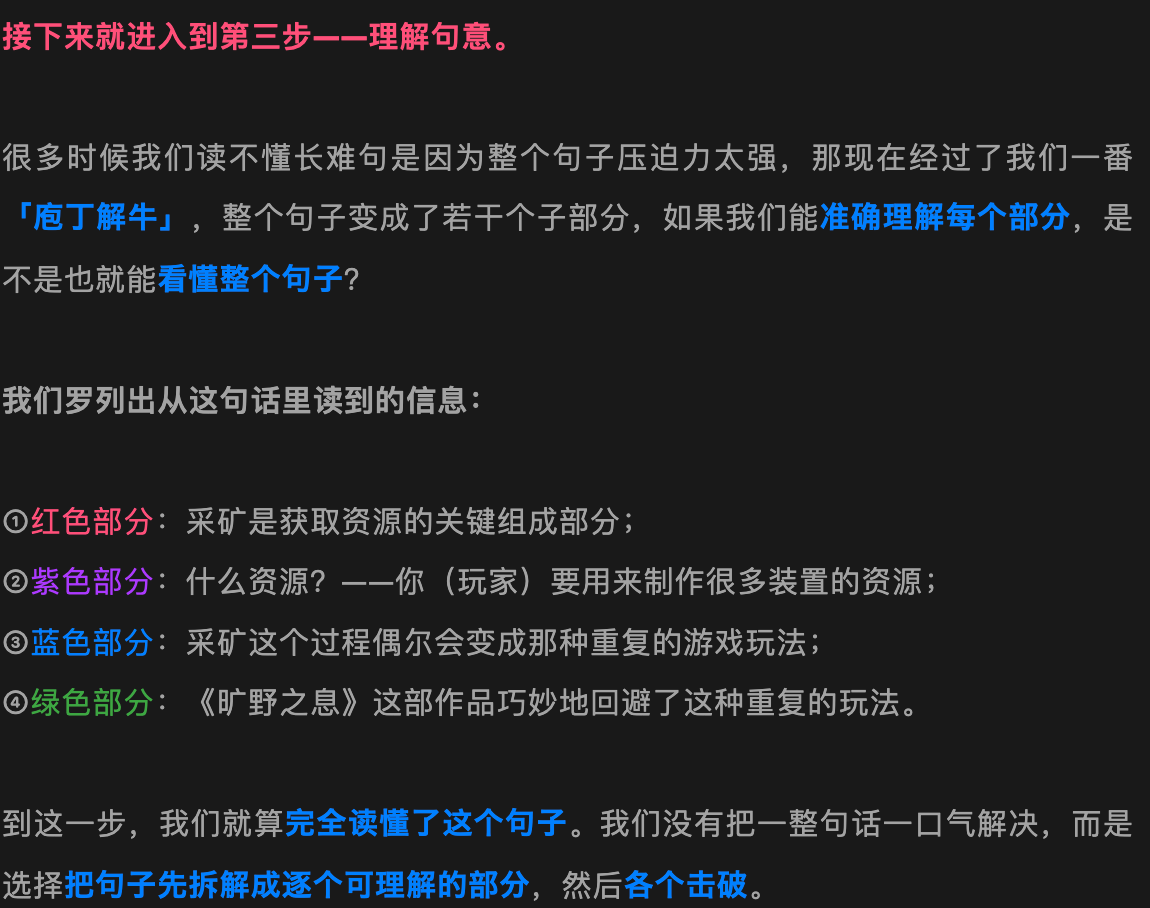 接下来就进入到第三步——理解句意。
很多时候我们读不懂长难句是因为整个句子压迫力太强，那现在经过了我们一番
「庖丁解牛」，整个句子变成了若干个子部分，如果我们能准确理解每个部分，是
不是也就能看懂整个句子？
我们罗列出从这句话里读到的信息：
①红色部分：采矿是获取资源的关键组成部分；
②紫色部分：什么资源？——你（玩家）要用来制作很多装置的资源；
③蓝色部分：采矿这个过程偶尔会变成那种重复的游戏玩法；
④绿色部分：《旷野之息》这部作品巧妙地回避了这种重复的玩法。
到这一步，我们就算完全读懂了这个句子。我们没有把一整句话一口气解决，而是
选择把句子先拆解成逐个可理解的部分，然后各个击破。